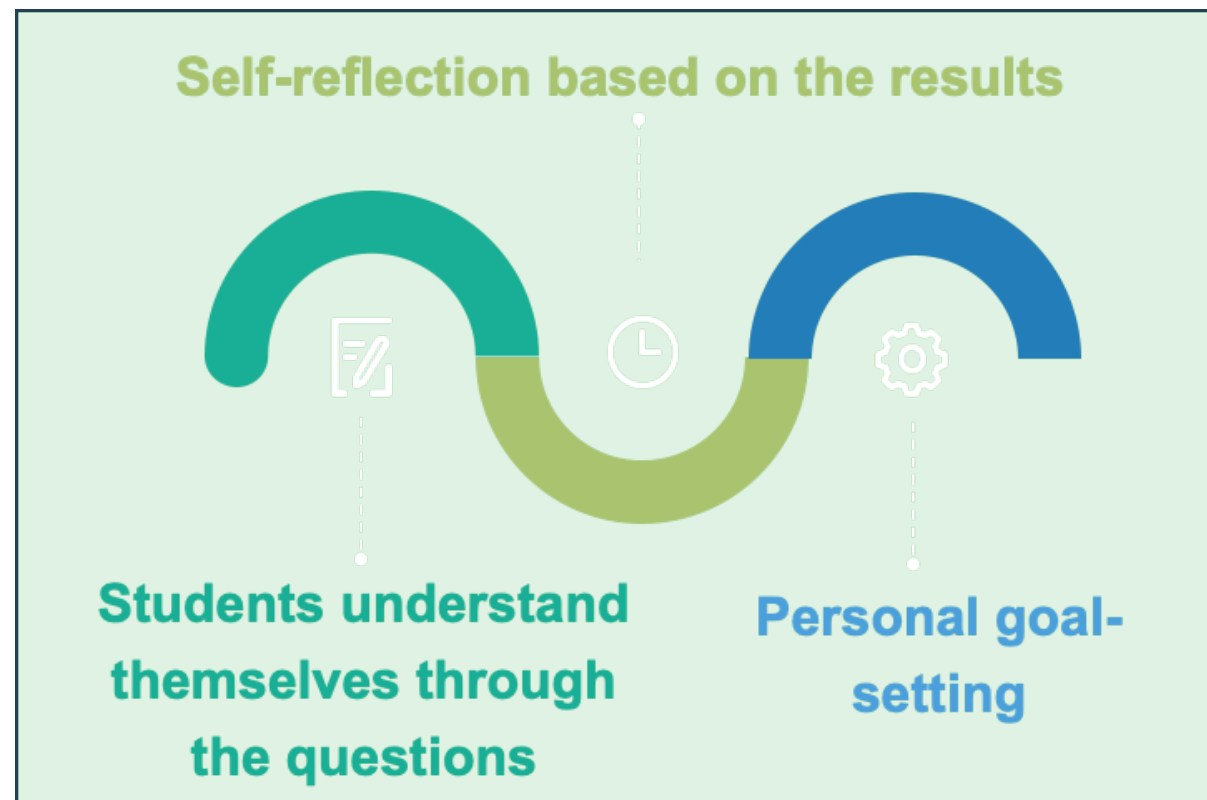 Self-reflection based on the results
Students understand
themselves through
the questions
Personal goal-
setting